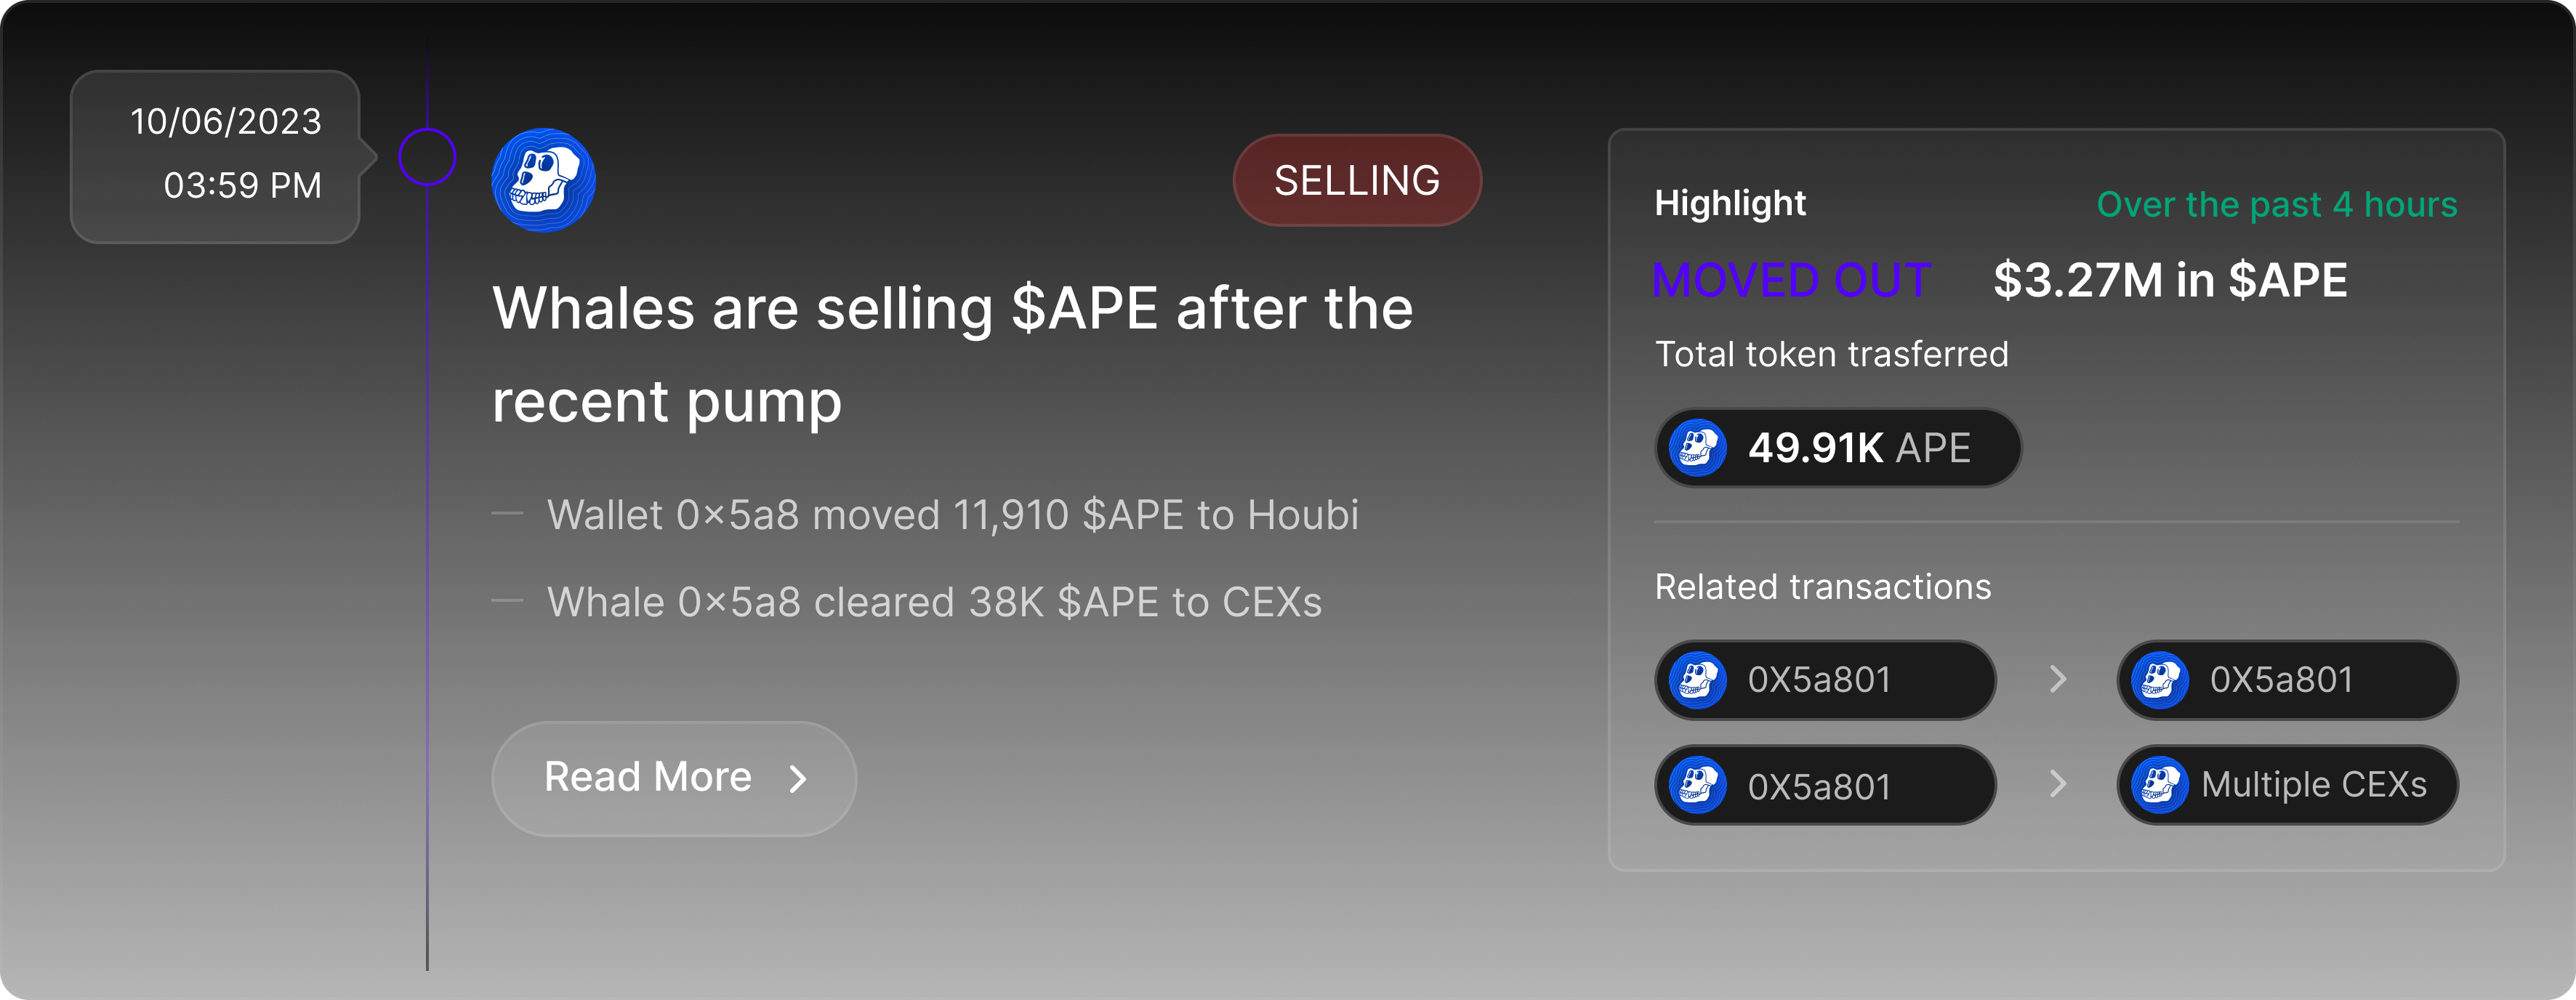 10/06/2023
03:59 PM
SELLING
Whales are selling $APE after the
recent pump
Wallet 0×5a8 moved 11,910 $APE to Houbi
Whale 0×5a8 cleared 38K $APE to CEXs
Read More
Highlight
Over the past 4 hours
MOVED OUT $3.27M in $APE
Total token trasferred
49.91K APE
Related transactions
0X5a801
0X5a801
0X5a801
Multiple CEXs